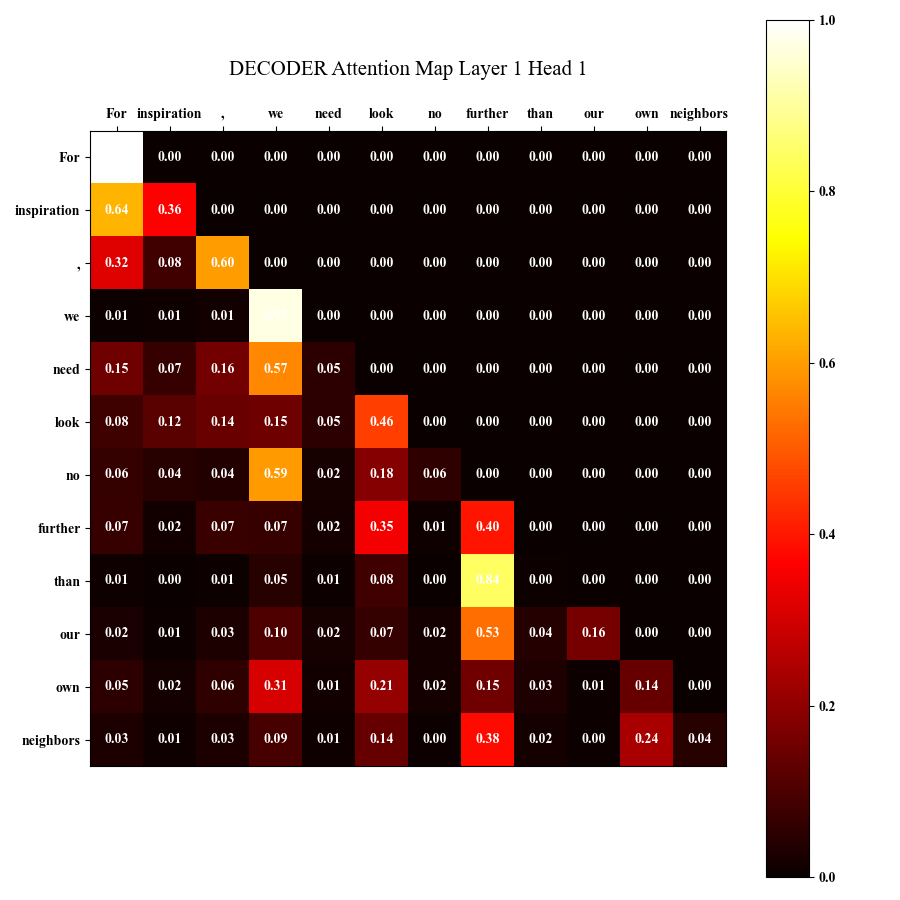 DECODER Attention Map Layer 1 Head 1
For inspiration , we need look no further than our own neighbors
For 0.00 0.00 0.00 0.00 0.00 0.00 0.00 0.00 0.00 0.00 0.00
inspiration 0.64 0.36 0.00 0.00 0.00 0.00 0.00 0.00 0.00 0.00 0.00 0.00
, 0.32 0.08 0.60 0.00 0.00 0.00 0.00 0.00 0.00 0.00 0.00 0.00
we 0.01 0.01 0.01 0.00 0.00 0.00 0.00 0.00 0.00 0.00 0.00
need 0.15 0.07 0.16 0.57 0.05 0.00 0.00 0.00 0.00 0.00 0.00 0.00
look 0.08 0.12 0.14 0.15 0.05 0.46 0.00 0.00 0.00 0.00 0.00 0.00
no 0.06 0.04 0.04 0.59 0.02 0.18 0.06 0.00 0.00 0.00 0.00 0.00
further 0.07 0.02 0.07 0.07 0.02 0.35 0.01 0.40 0.00 0.00 0.00 0.00
than 0.01 0.00 0.01 0.05 0.01 0.08 0.00 0.84 0.00 0.00 0.00 0.00
our 0.02 0.01 0.03 0.10 0.02 0.07 0.02 0.53 0.04 0.16 0.00 0.00
own 0.05 0.02 0.06 0.31 0.01 0.21 0.02 0.15 0.03 0.01 0.14 0.00
neighbors 0.03 0.01 0.03 0.09 0.01 0.14 0.00 0.38 0.02 0.00 0.24 0.04
1.0
0.8
0.6
0.4
0.2
0.0